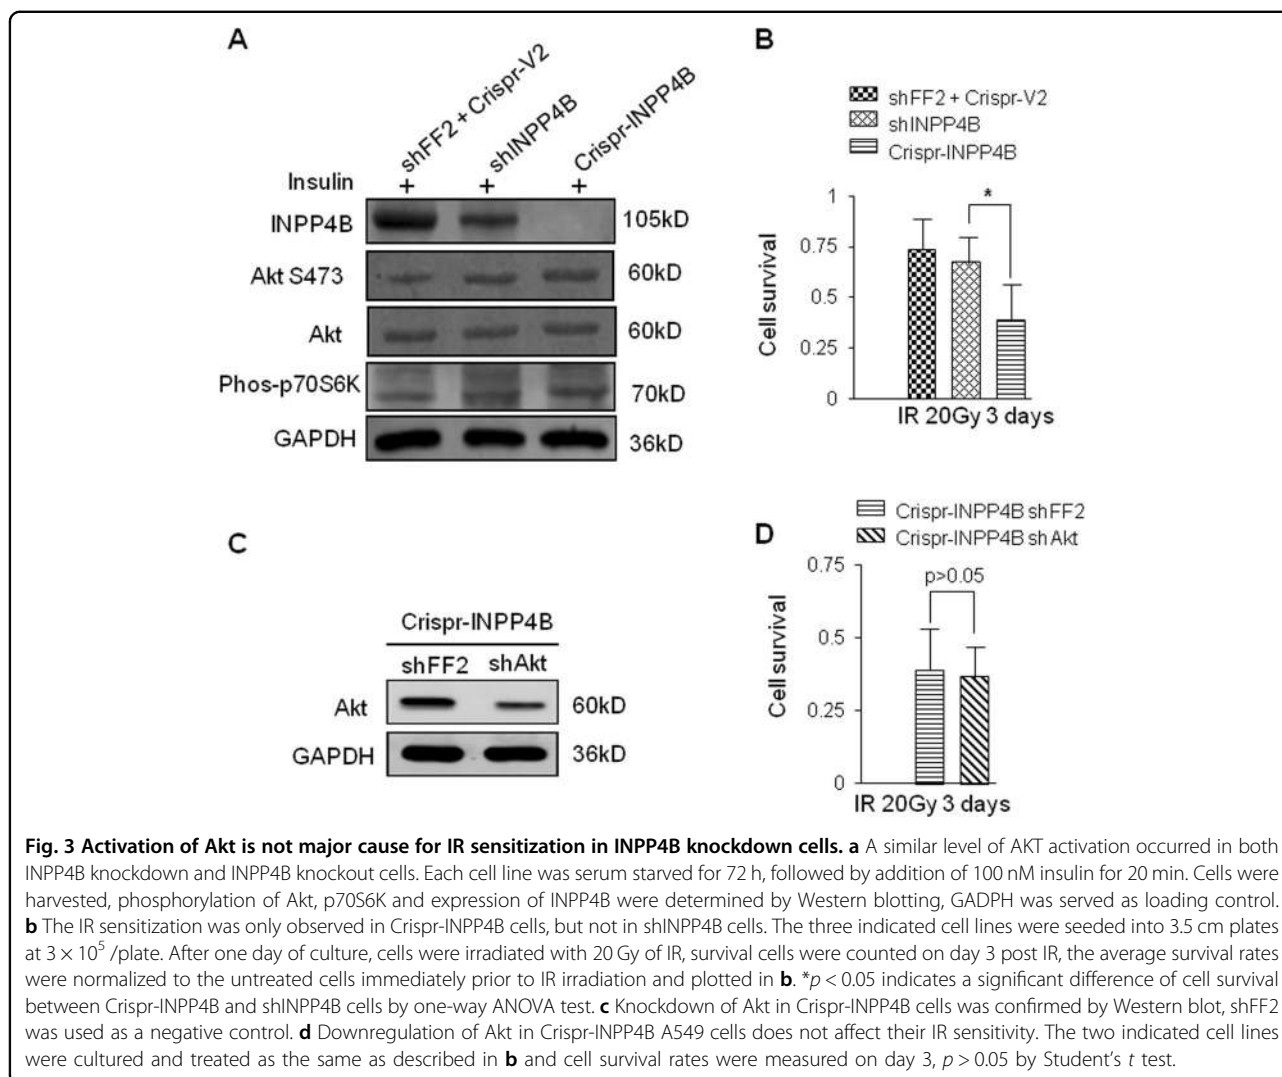 A
shFF2 + Crispr-V2
shINPP4B
Crispr-INPP4B
Insulin + + +
INPP4B 105kD
Akt S473 60kD
Akt 60kD
Phos-p70S6K 70kD
GAPDH 36kD
B
shFF2 + Crispr-V2
shINPP4B
Crispr-INPP4B
Cell survival
1
0.75
0.5
0.25
0
*
IR 20Gy 3 days
C
Crispr-INPP4B
shFF2 shAkt
Akt 60kD
GAPDH 36kD
D
Crispr-INPP4B shFF2
Crispr-INPP4B shAkt
Cell survival
0.75
0.5
0.25
0
p>0.05
IR 20Gy 3 days
Fig. 3 Activation of Akt is not major cause for IR sensitization in INPP4B knockdown cells. a A similar level of AKT activation occurred in both
INPP4B knockdown and INPP4B knockout cells. Each cell line was serum starved for 72 h, followed by addition of 100 nM insulin for 20 min. Cells were
harvested, phosphorylation of Akt, p70S6K and expression of INPP4B were determined by Western blotting, GADPH was served as loading control.
b The IR sensitization was only observed in Crispr-INPP4B cells, but not in shINPP4B cells. The three indicated cell lines were seeded into 3.5 cm plates
at 3 × 10⁵ /plate. After one day of culture, cells were irradiated with 20 Gy of IR, survival cells were counted on day 3 post IR, the average survival rates
were normalized to the untreated cells immediately prior to IR irradiation and plotted in b. *p < 0.05 indicates a significant difference of cell survival
between Crispr-INPP4B and shINPP4B cells by one-way ANOVA test. c Knockdown of Akt in Crispr-INPP4B cells was confirmed by Western blot, shFF2
was used as a negative control. d Downregulation of Akt in Crispr-INPP4B A549 cells does not affect their IR sensitivity. The two indicated cell lines
were cultured and treated as the same as described in b and cell survival rates were measured on day 3, p > 0.05 by Student's t test.